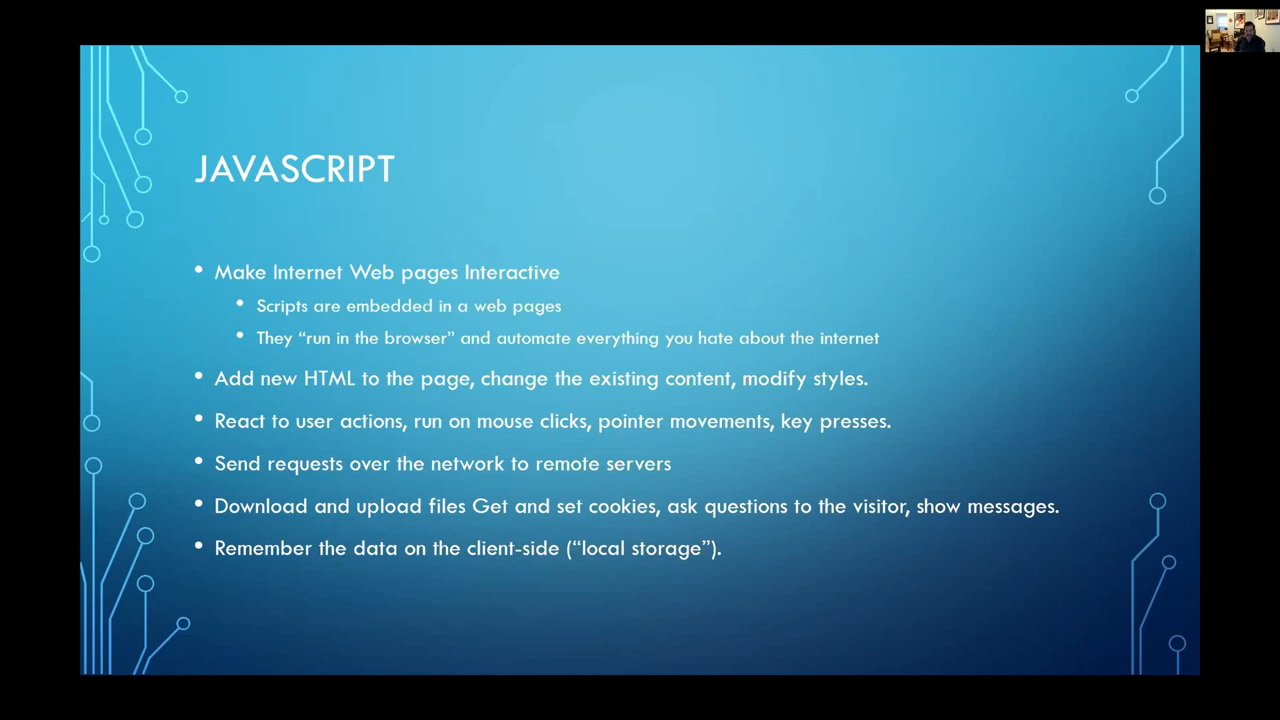 JAVASCRIPT
• Make Internet Web pages Interactive
• Scripts are embedded in a web pages
• They “run in the browser” and automate everything you hate about the internet
• Add new HTML to the page, change the existing content, modify styles.
• React to user actions, run on mouse clicks, pointer movements, key presses.
• Send requests over the network to remote servers
• Download and upload files Get and set cookies, ask questions to the visitor, show messages.
• Remember the data on the client-side (“local storage”).